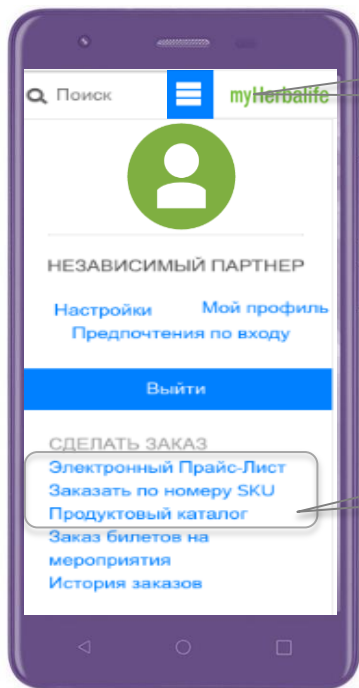 Поиск
myHerbalife
НЕЗАВИСИМЫЙ ПАРТНЕР
Настройки Мой профиль
Предпочтения по входу
Выйти
СДЕЛАТЬ ЗАКАЗ
Электронный Прайс-Лист
Заказать по номеру SKU
Продуктовый каталог
Заказ билетов на
мероприятия
История заказов